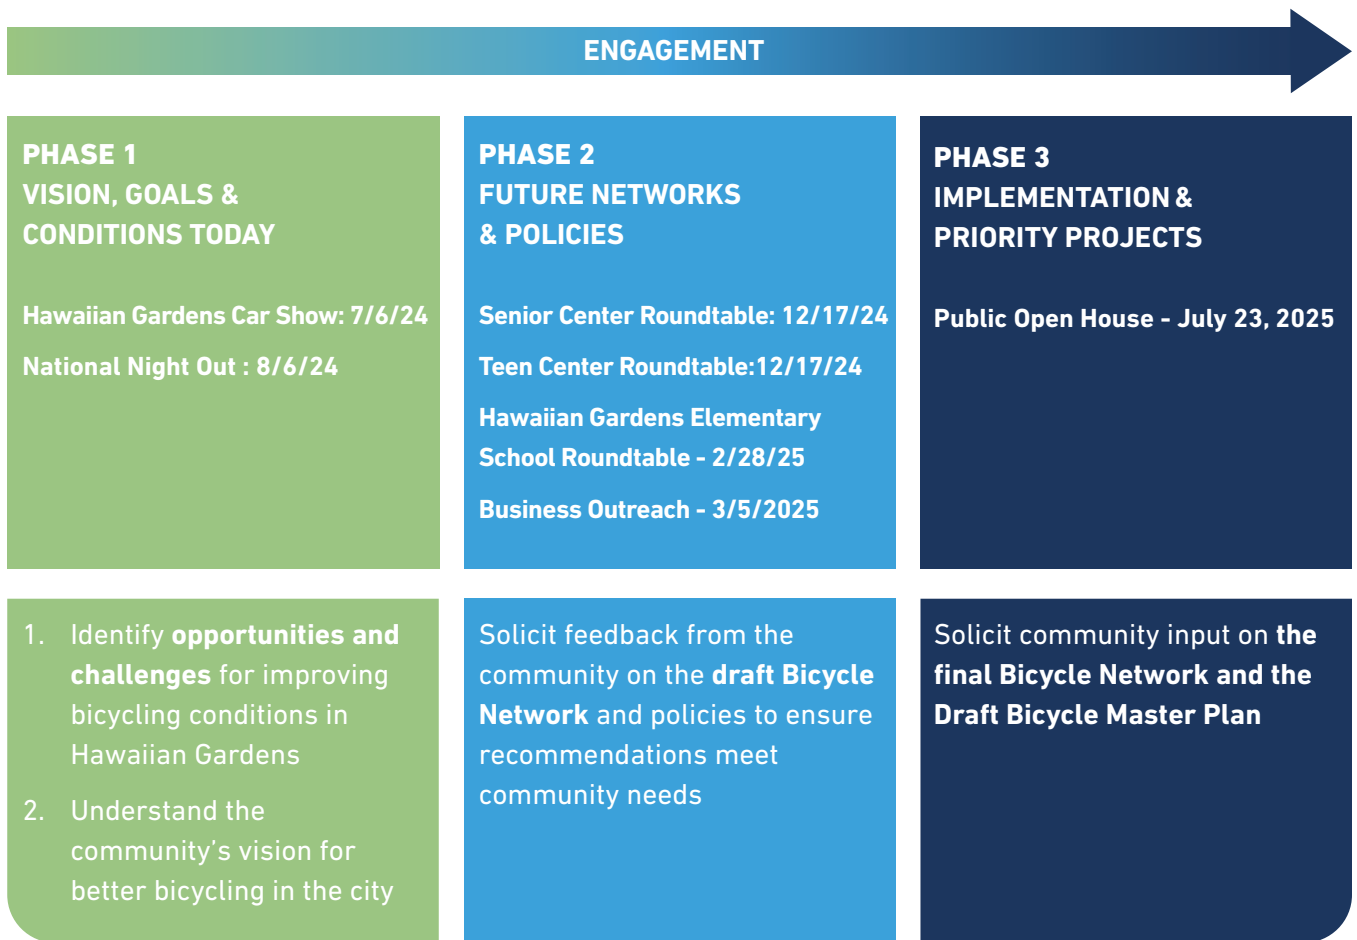 ENGAGEMENT
PHASE 1
VISION, GOALS &
CONDITIONS TODAY
Hawaiian Gardens Car Show: 7/6/24
National Night Out : 8/6/24
PHASE 2
FUTURE NETWORKS
& POLICIES
Senior Center Roundtable: 12/17/24
Teen Center Roundtable:12/17/24
Hawaiian Gardens Elementary
School Roundtable - 2/28/25
Business Outreach - 3/5/2025
PHASE 3
IMPLEMENTATION &
PRIORITY PROJECTS
Public Open House - July 23, 2025
1. Identify opportunities and
challenges for improving
bicycling conditions in
Hawaiian Gardens
2. Understand the
community's vision for
better bicycling in the city
Solicit feedback from the
community on the draft Bicycle
Network and policies to ensure
recommendations meet
community needs
Solicit community input on the
final Bicycle Network and the
Draft Bicycle Master Plan